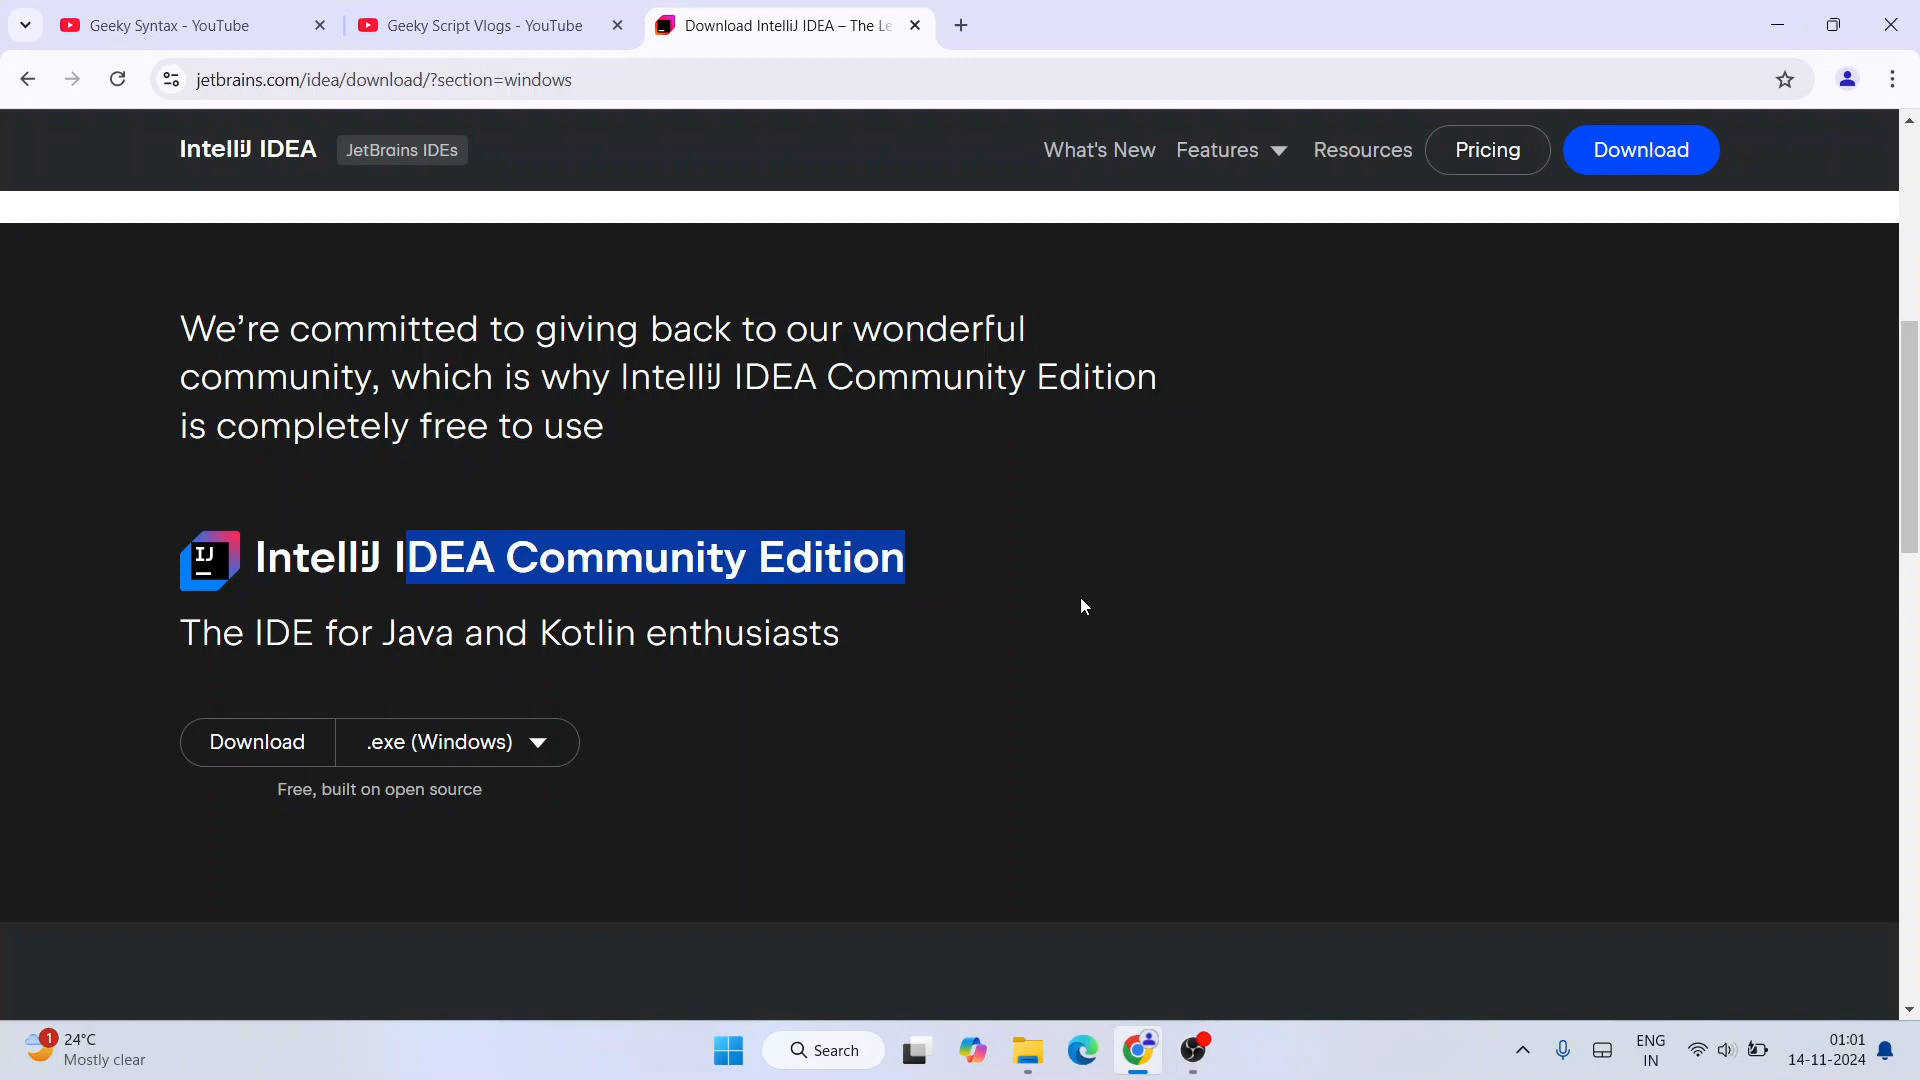 Geeky Syntax - YouTube
Geeky Script Vlogs - YouTube
Download IntelliJ IDEA – The Le
jetbrains.com/idea/download/?section=windows
IntelliJ IDEA
JetBrains IDEs
What's New
Features
Resources
Pricing
Download
We're committed to giving back to our wonderful
community, which is why IntelliJ IDEA Community Edition
is completely free to use
IJ
IntelliJ IDEA Community Edition
The IDE for Java and Kotlin enthusiasts
Download
.exe (Windows)
Free, built on open source
1
24°C
Mostly clear
Search
ENG
IN
01:01
14-11-2024